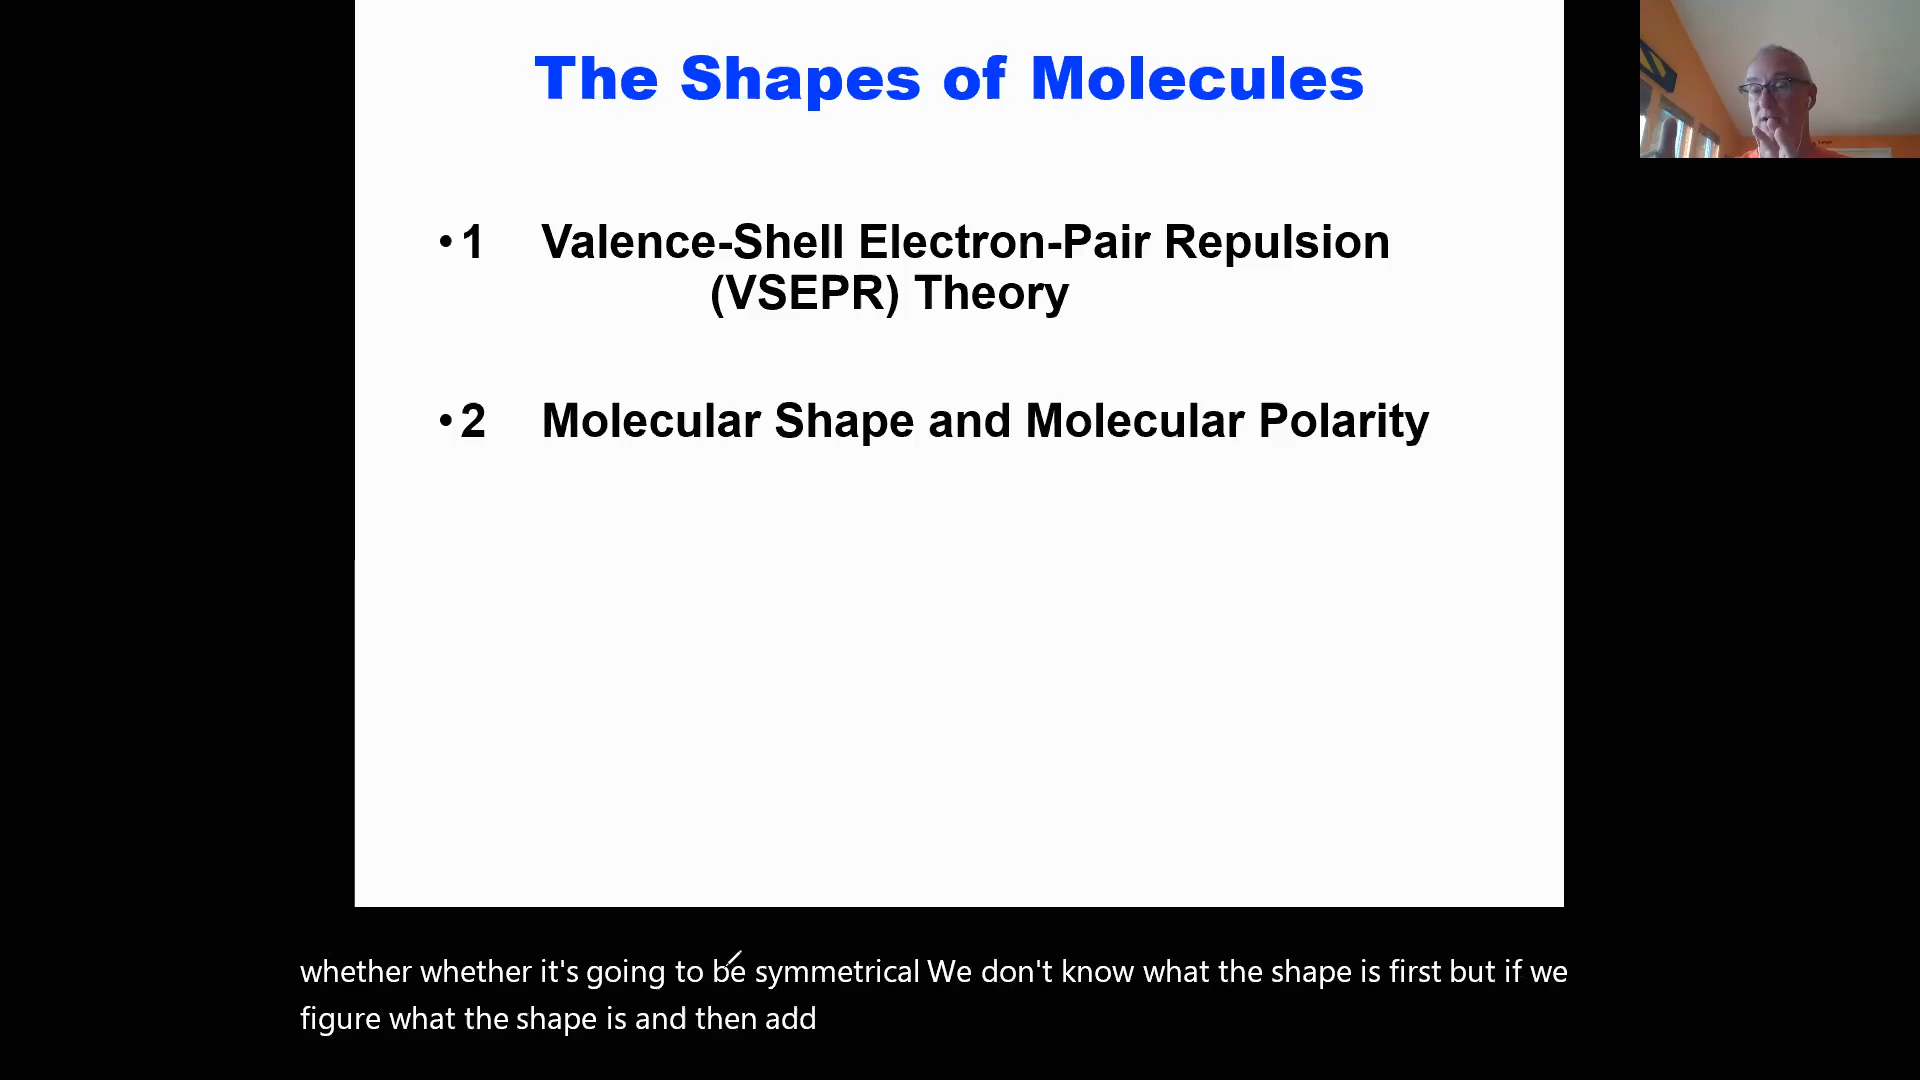 The Shapes of Molecules
•1 Valence-Shell Electron-Pair Repulsion
(VSEPR) Theory
•2 Molecular Shape and Molecular Polarity
whether whether it's going to be symmetrical We don't know what the shape is first but if we
figure what the shape is and then add